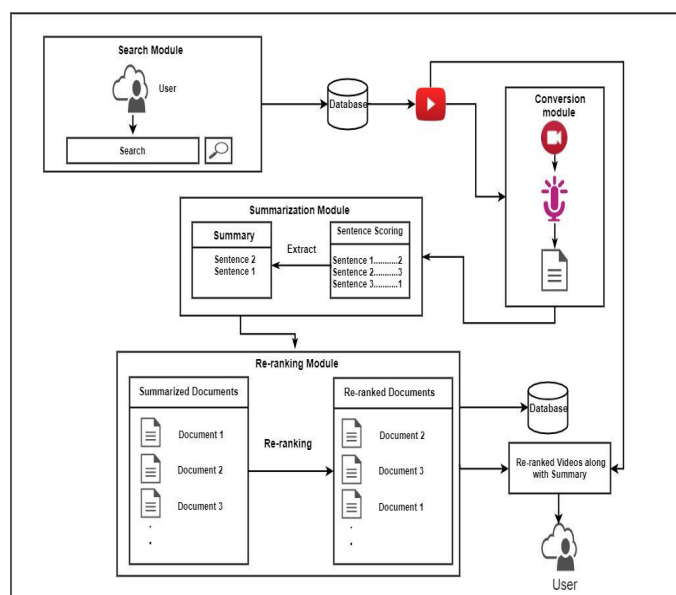 Search Module
User
Search
Database
Conversion
module
Summarization Module
Summary
Sentence 2
Sentence 1
Extract
Sentence Scoring
Sentence 1...........2
Sentence 2.........3
Sentence 3..........1
Re-ranking Module
Summarized Documents
Document 1
Document 2
Document 3
Re-ranking
Re-ranked Documents
Document 2
Document 3
Document 1
Database
Re-ranked Videos along
with Summary
User